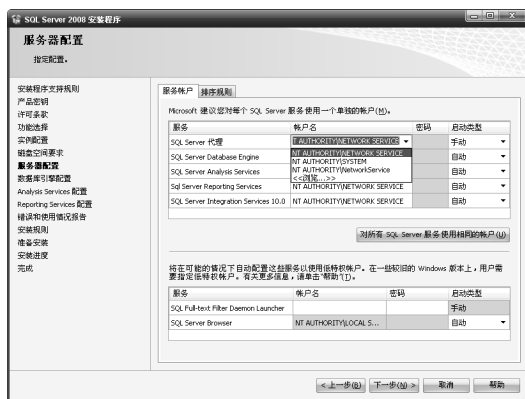 SQL Server 2008 安装程序
服务器配置
指定配置。
安装程序支持规则
产品密钥
许可条款
功能选择
实例配置
磁盘空间要求
服务器配置
数据库引擎配置
Analysis Services 配置
Reporting Services 配置
错误和使用情况报告
安装规则
准备安装
安装进度
完成
服务帐户 排序规则
Microsoft 建议您对每个 SQL Server 服务使用一个单独的帐户(M)。
服务 帐户名 密码 启动类型
SQL Server 代理 T AUTHORITY\NETWORK SERVICE 手动
NT AUTHORITY\NETWORK SERVICE
SQL Server Database Engine NT AUTHORITY\SYSTEM 自动
NT AUTHORITY\NetworkService
SQL Server Analysis Services <<浏览...>> 自动
Sql Server Reporting Services NT AUTHORITY\NETWORK SERVICE 自动
SQL Server Integration Services 10.0 NT AUTHORITY\NETWORK SERVICE 自动
对所有 SQL Server 服务使用相同的帐户(U)
将在可能的情况下自动配置这些服务以使用低特权帐户。在一些较旧的 Windows 版本上，用户需
要指定低特权帐户。有关更多信息，请单击“帮助”(T)。
服务 帐户名 密码 启动类型
SQL Full-text Filter Daemon Launcher 手动
SQL Server Browser NT AUTHORITY\LOCAL S... 自动
< 上一步(B) 下一步(N) > 取消 帮助